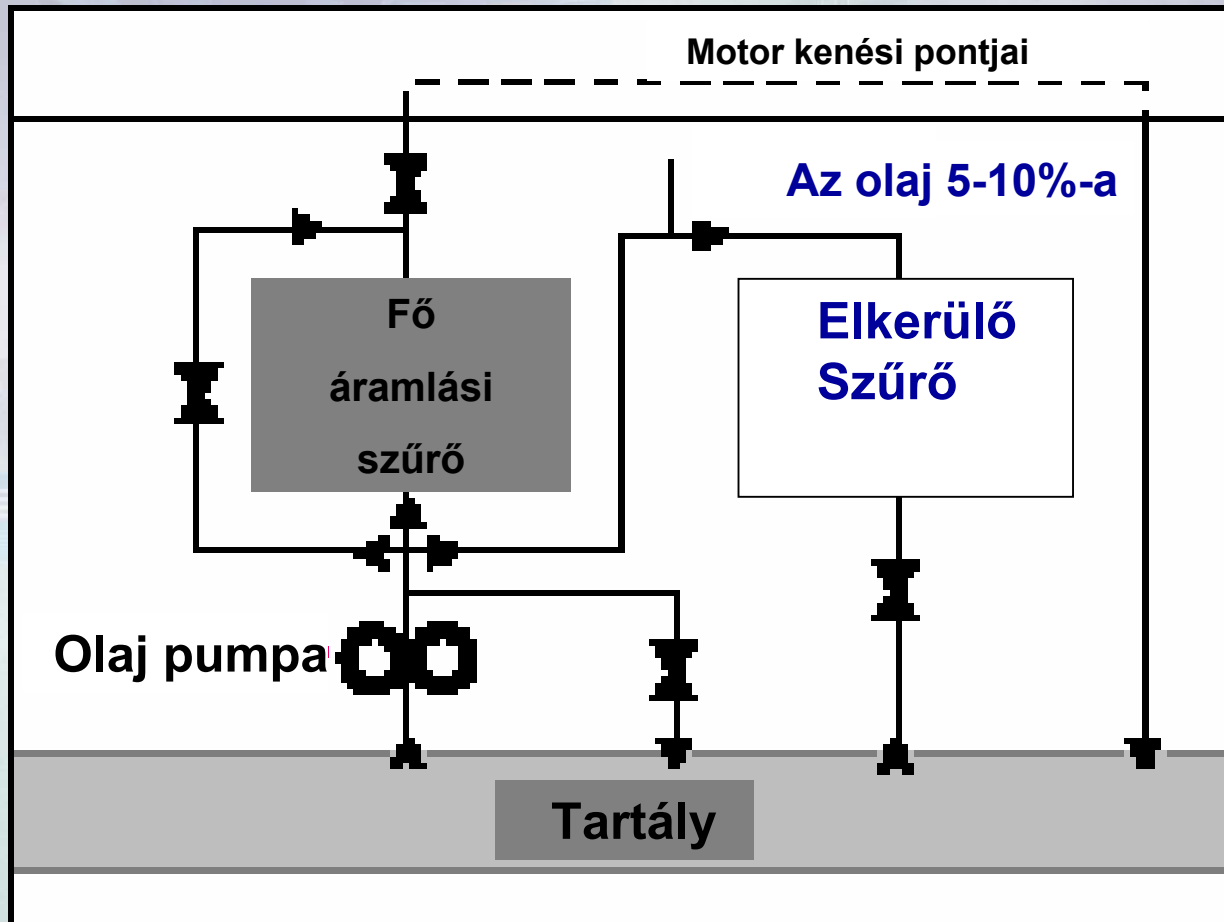 Motor kenési pontjai
Az olaj 5-10%-a
Fő
áramlási
szűrő
Elkerülő
Szűrő
Olaj pumpa
Tartály